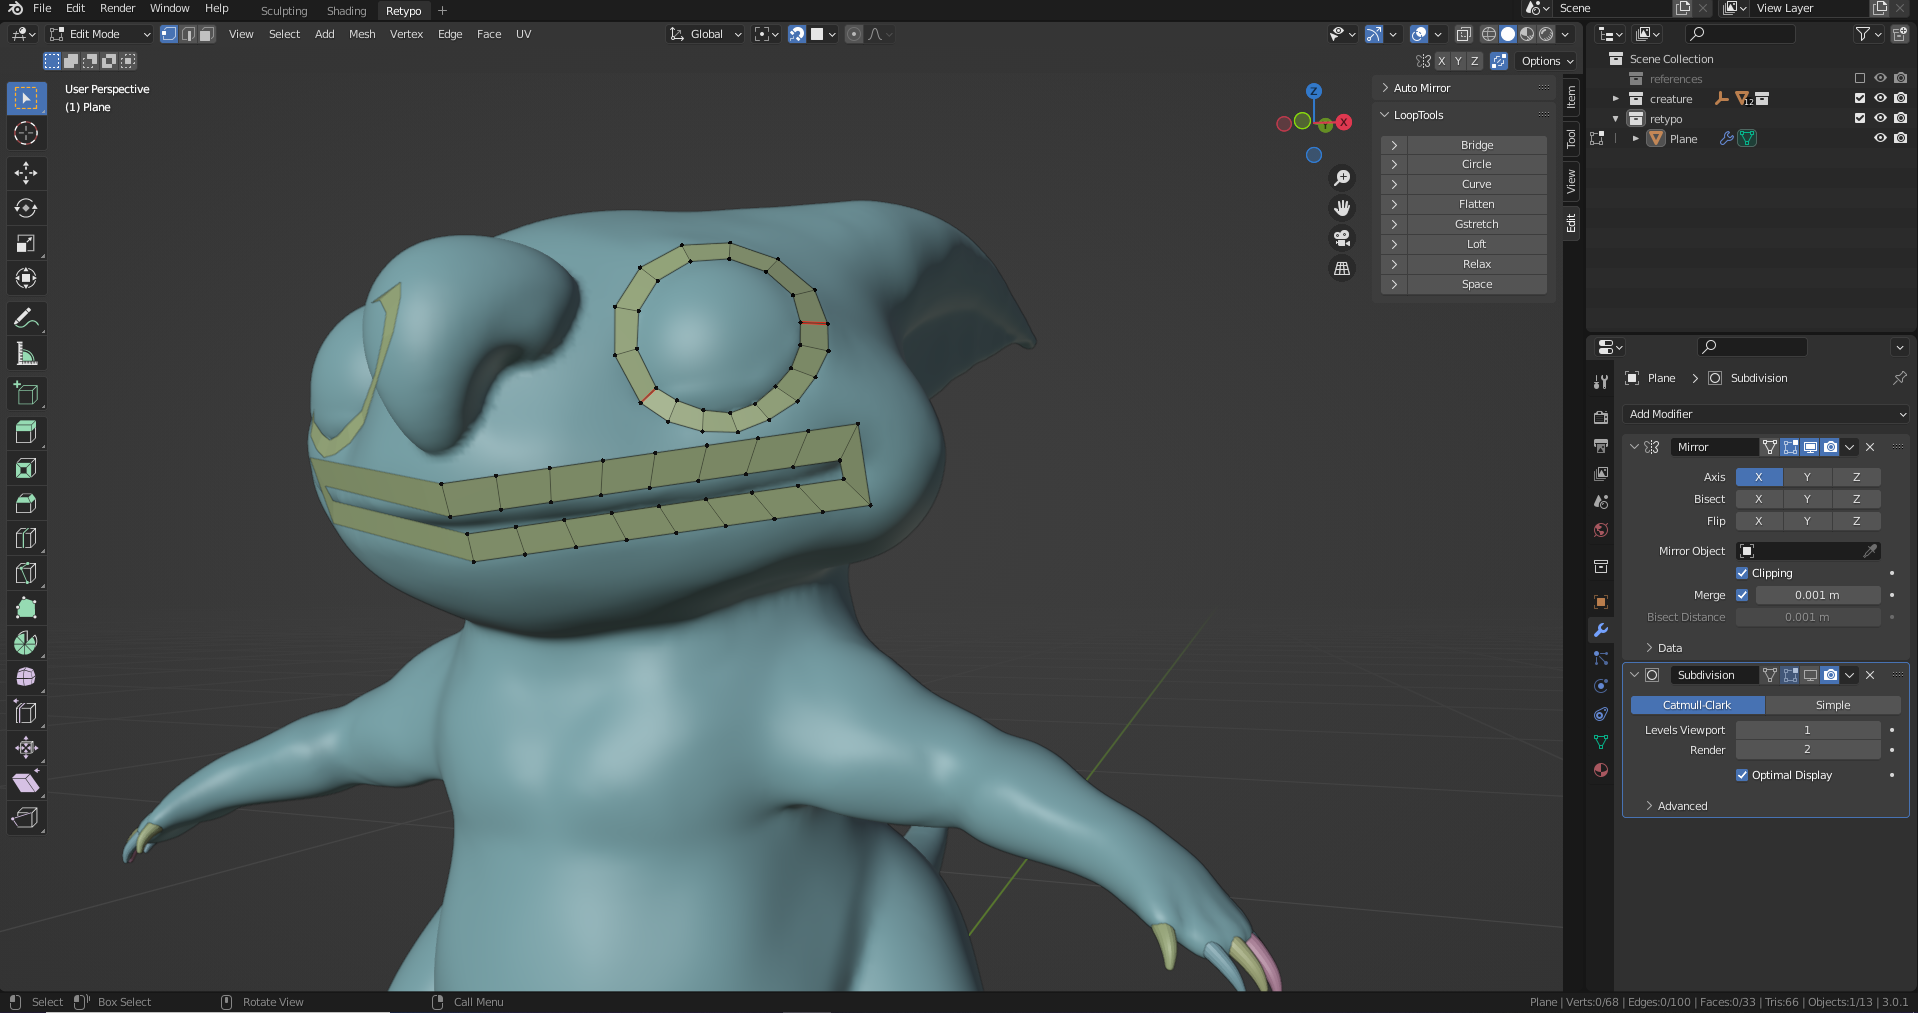 File Edit Render Window Help Sculpting Shading Retypo + Scene View Layer
Edit Mode View Select Add Mesh Vertex Edge Face UV Global
X Y Z Options
User Perspective
(1) Plane
Z
X
Y
Auto Mirror
LoopTools
Bridge
Circle
Curve
Flatten
Gstretch
Loft
Relax
Space
Item
Tool
View
Edit
Scene Collection
references
creature 12
retypo
Plane
Plane > Subdivision
Add Modifier
Mirror
Axis X Y Z
Bisect X Y Z
Flip X Y Z
Mirror Object
Clipping
Merge 0.001 m
Bisect Distance 0.001 m
Data
Subdivision
Catmull-Clark Simple
Levels Viewport 1
Render 2
Optimal Display
Advanced
Select Box Select Rotate View Call Menu
Plane | Verts:0/68 | Edges:0/100 | Faces:0/33 | Tris:66 | Objects:1/13 | 3.0.1